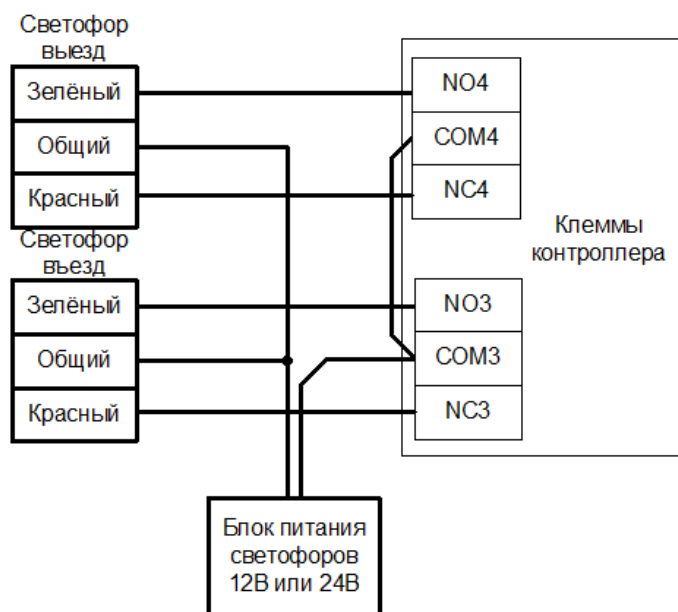 Светофор
выезд
Зелёный
Общий
Красный
NO4
COM4
NC4
Клеммы
контроллера
Светофор
въезд
Зелёный
Общий
Красный
NO3
COM3
NC3
Блок питания
светофоров
12В или 24В